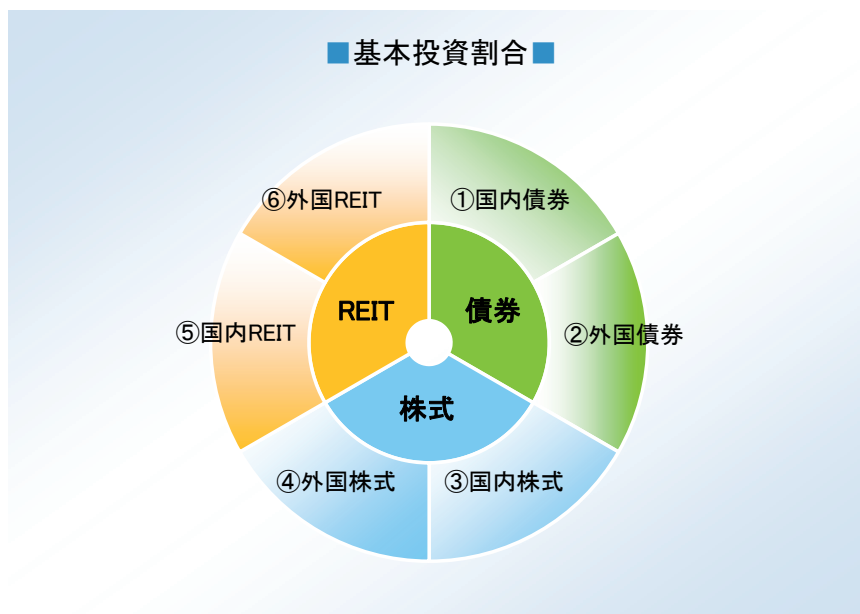 ■基本投資割合■
⑥外国REIT
①国内債券
REIT
債券
⑤国内REIT
②外国債券
株式
④外国株式
③国内株式